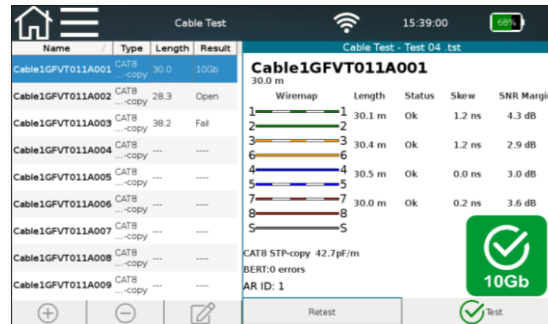 Cable Test 15:39:00 68%
Name / Type Length Result
Cable1GFVT011A001 CAT8 ...-copy 30.0 10Gb
Cable1GFVT011A002 CAT8 ...-copy 28.3 Open
Cable1GFVT011A003 CAT8 ...-copy 38.2 Fail
Cable1GFVT011A004 CAT8 ...-copy --- ----
Cable1GFVT011A005 CAT8 ...-copy --- ----
Cable1GFVT011A006 CAT8 ...-copy --- ----
Cable1GFVT011A007 CAT8 ...-copy --- ----
Cable1GFVT011A008 CAT8 ...-copy --- ----
Cable1GFVT011A009 CAT8 ...-copy --- ----
Cable Test - Test 04 .tst
Cable1GFVT011A001
30.0 m
Wiremap Length Status Skew SNR Margin
1 1 30.1 m Ok 1.2 ns 4.3 dB
2 2
3 3 30.4 m Ok 1.2 ns 2.9 dB
6 6
4 4 30.5 m Ok 0.0 ns 3.0 dB
5 5
7 7 30.0 m Ok 0.2 ns 3.6 dB
8 8
S S
CAT8 STP-copy 42.7pF/m
BERT:0 errors
AR ID: 1
10Gb
Retest Test